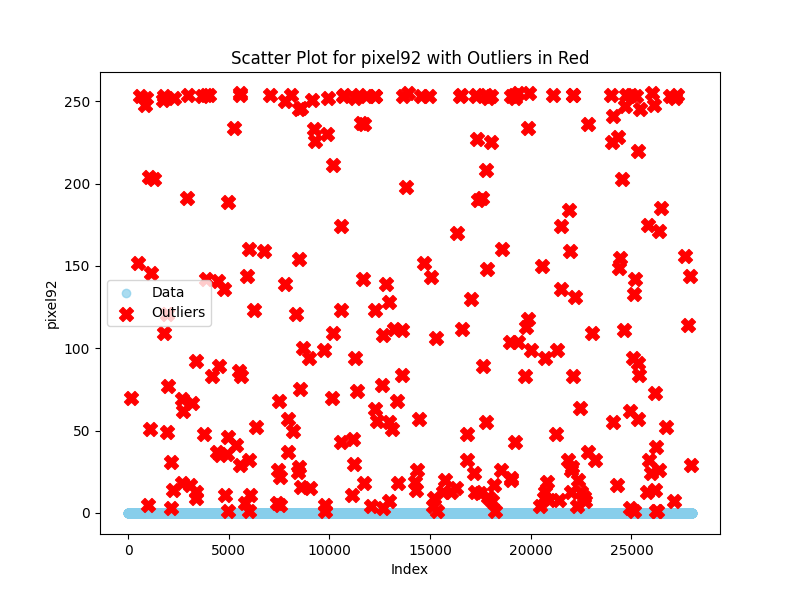 Scatter Plot for pixel92 with Outliers in Red
250
200
150
100
50
0
pixel92
Data
Outliers
0
5000
10000
15000
20000
25000
Index